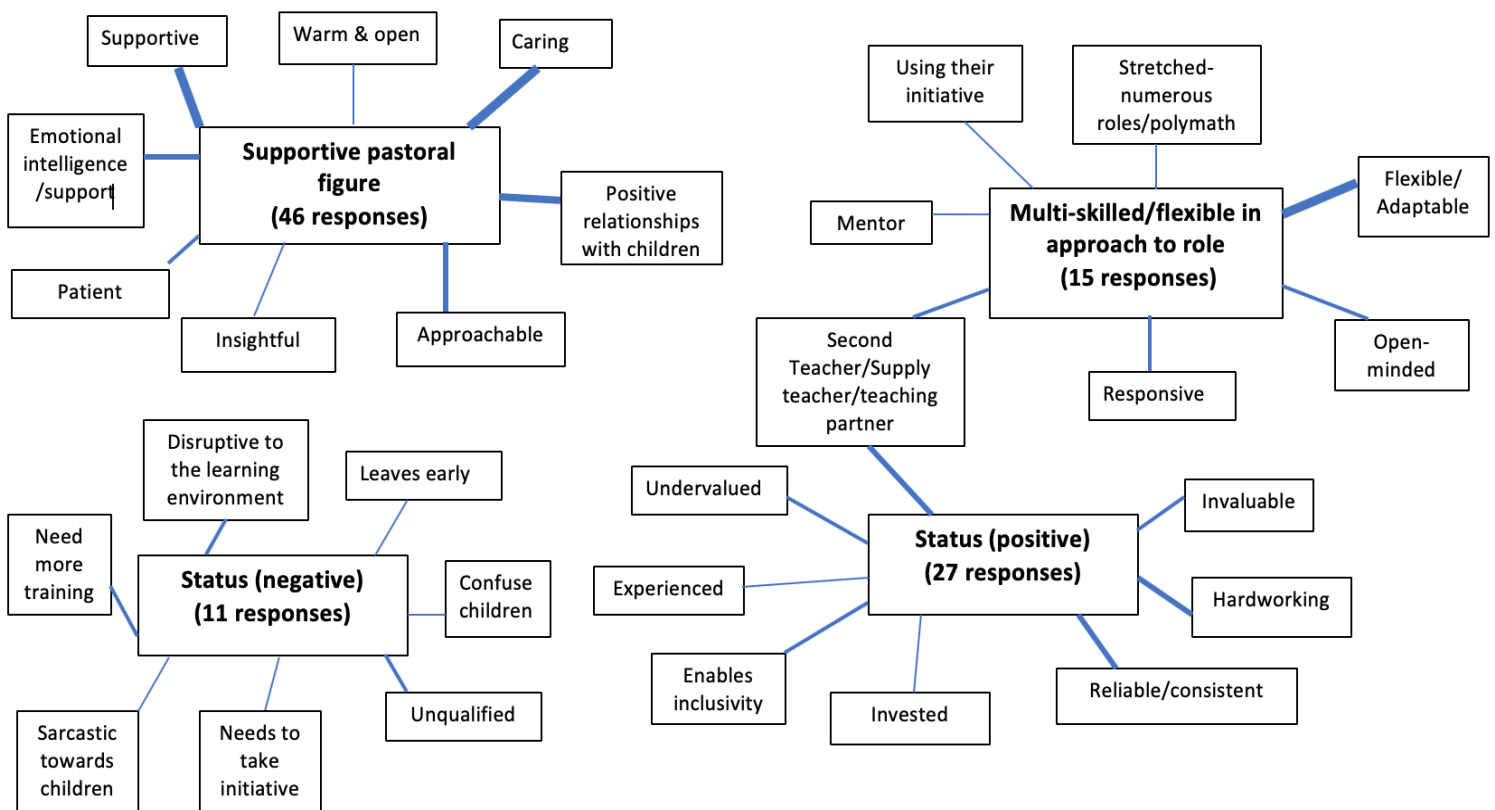 Supportive
Warm & open
Caring
Emotional
intelligence
/support
Supportive pastoral
figure
(46 responses)
Positive
relationships
with children
Patient
Insightful
Approachable
Using their
initiative
Stretched-
numerous
roles/polymath
Flexible/
Adaptable
Mentor
Multi-skilled/flexible in
approach to role
(15 responses)
Second
Teacher/Supply
teacher/teaching
partner
Responsive
Open-
minded
Disruptive to
the learning
environment
Leaves early
Need
more
training
Status (negative)
(11 responses)
Confuse
children
Sarcastic
towards
children
Needs to
take
initiative
Unqualified
Undervalued
Invaluable
Status (positive)
(27 responses)
Experienced
Hardworking
Enables
inclusivity
Invested
Reliable/consistent